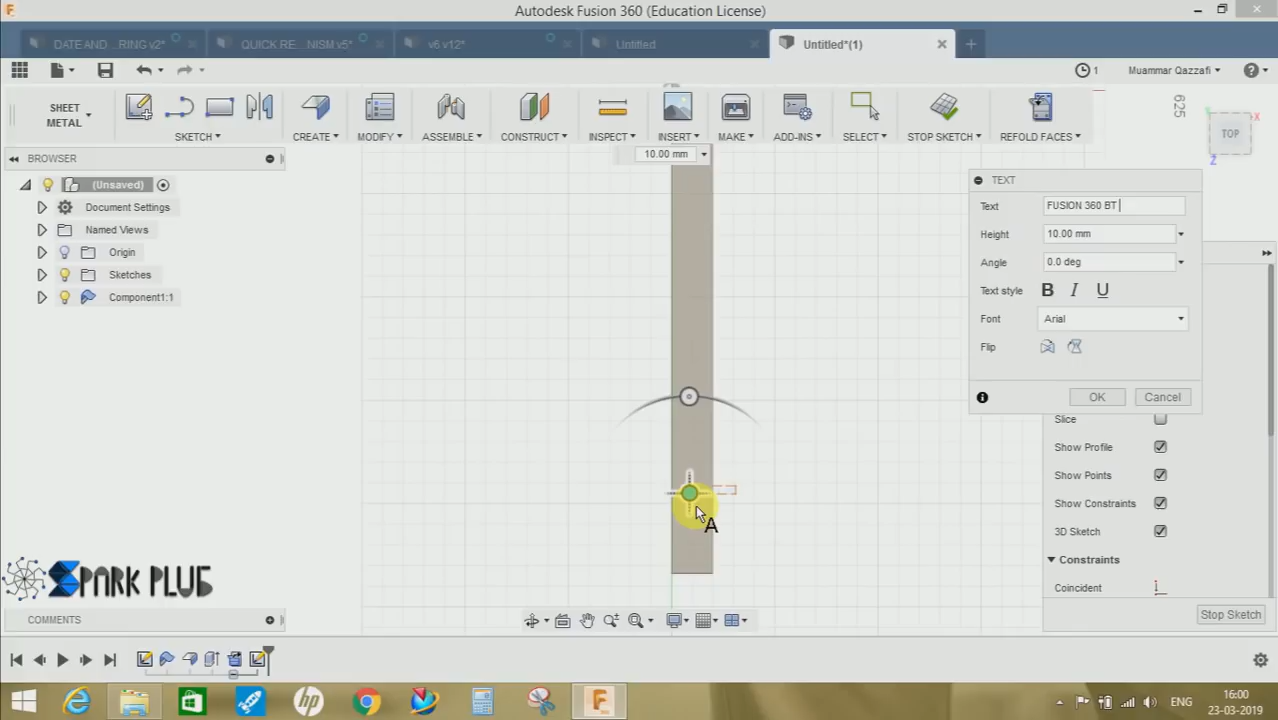 Autodesk Fusion 360 (Education License)
DATE AND ...RING v2*
QUICK RE...NISM v5*
v6 v12*
Untitled
Untitled*(1)
1
Muammar Qazzafi
SHEET METAL
SKETCH
CREATE
MODIFY
ASSEMBLE
CONSTRUCT
INSPECT
INSERT
MAKE
ADD-INS
SELECT
STOP SKETCH
REFOLD FACES
625
TOP
X
Z
BROWSER
(Unsaved)
Document Settings
Named Views
Origin
Sketches
Component1:1
10.00 mm
TEXT
Text FUSION 360 BT
Height 10.00 mm
Angle 0.0 deg
Text style B I U
Font Arial
Flip
OK Cancel
Slice
Show Profile
Show Points
Show Constraints
3D Sketch
Constraints
Coincident
Stop Sketch
A
SPARK PLUG
COMMENTS
ENG
16:00
23-03-2019